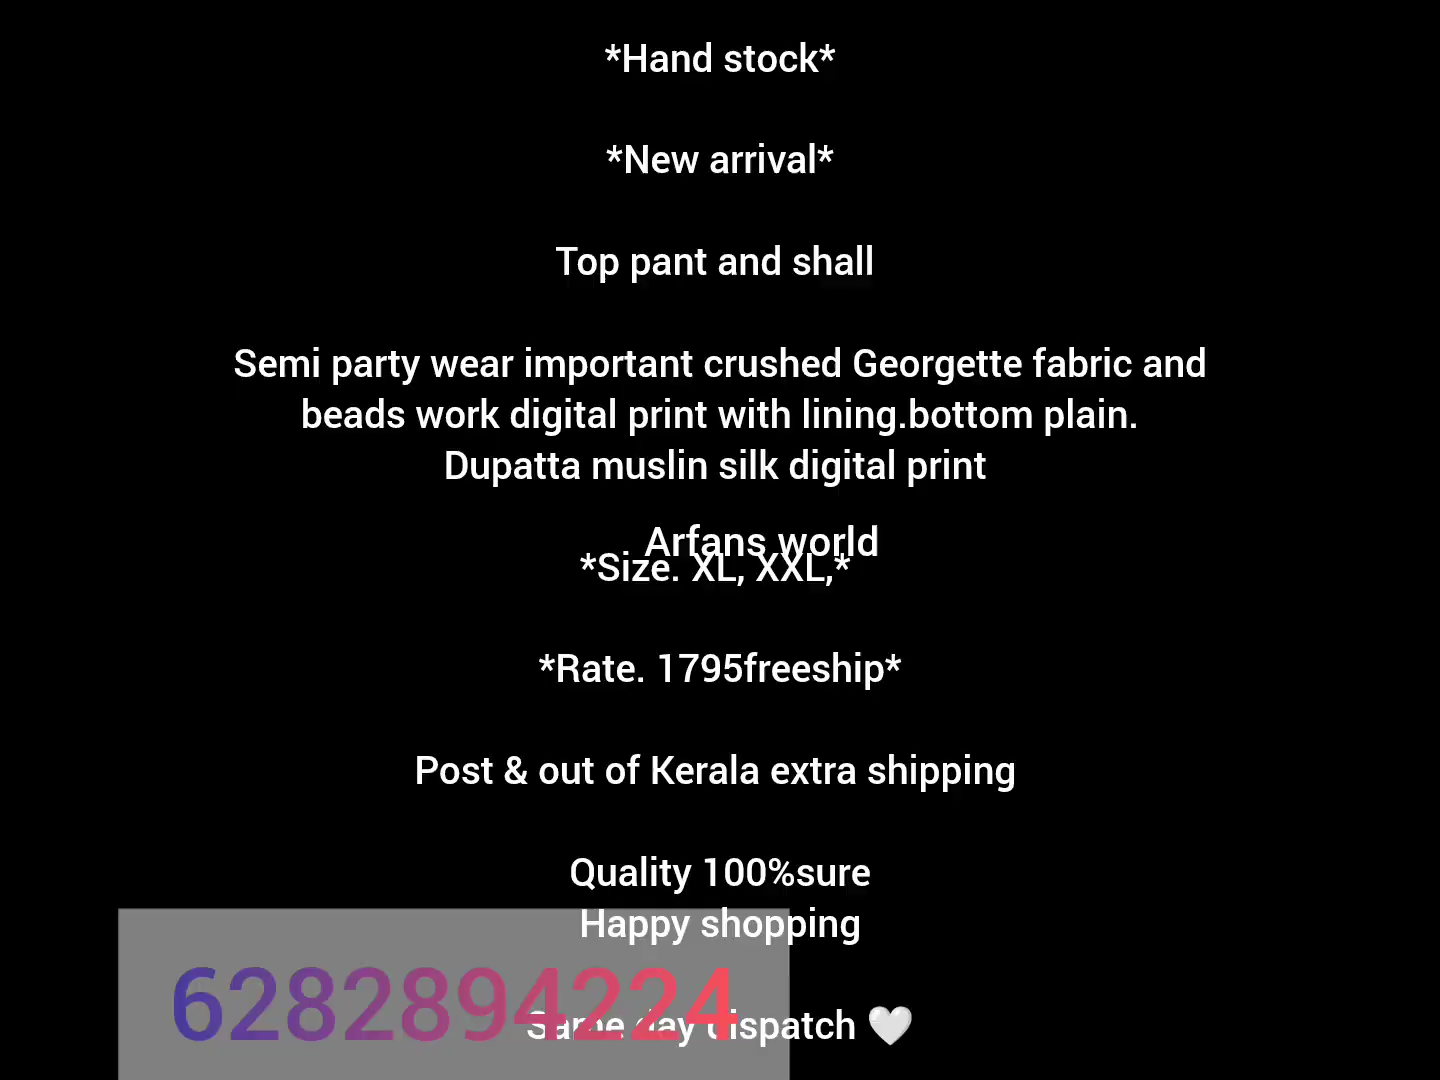 *Hand stock*
*New arrival*
Top pant and shall
Semi party wear important crushed Georgette fabric and
beads work digital print with lining.bottom plain.
Dupatta muslin silk digital print
Arfans world
*Size. XL, XXL,*
*Rate. 1795freeship*
Post & out of Kerala extra shipping
Quality 100%sure
Happy shopping
6282894224
Same day dispatch 🤍